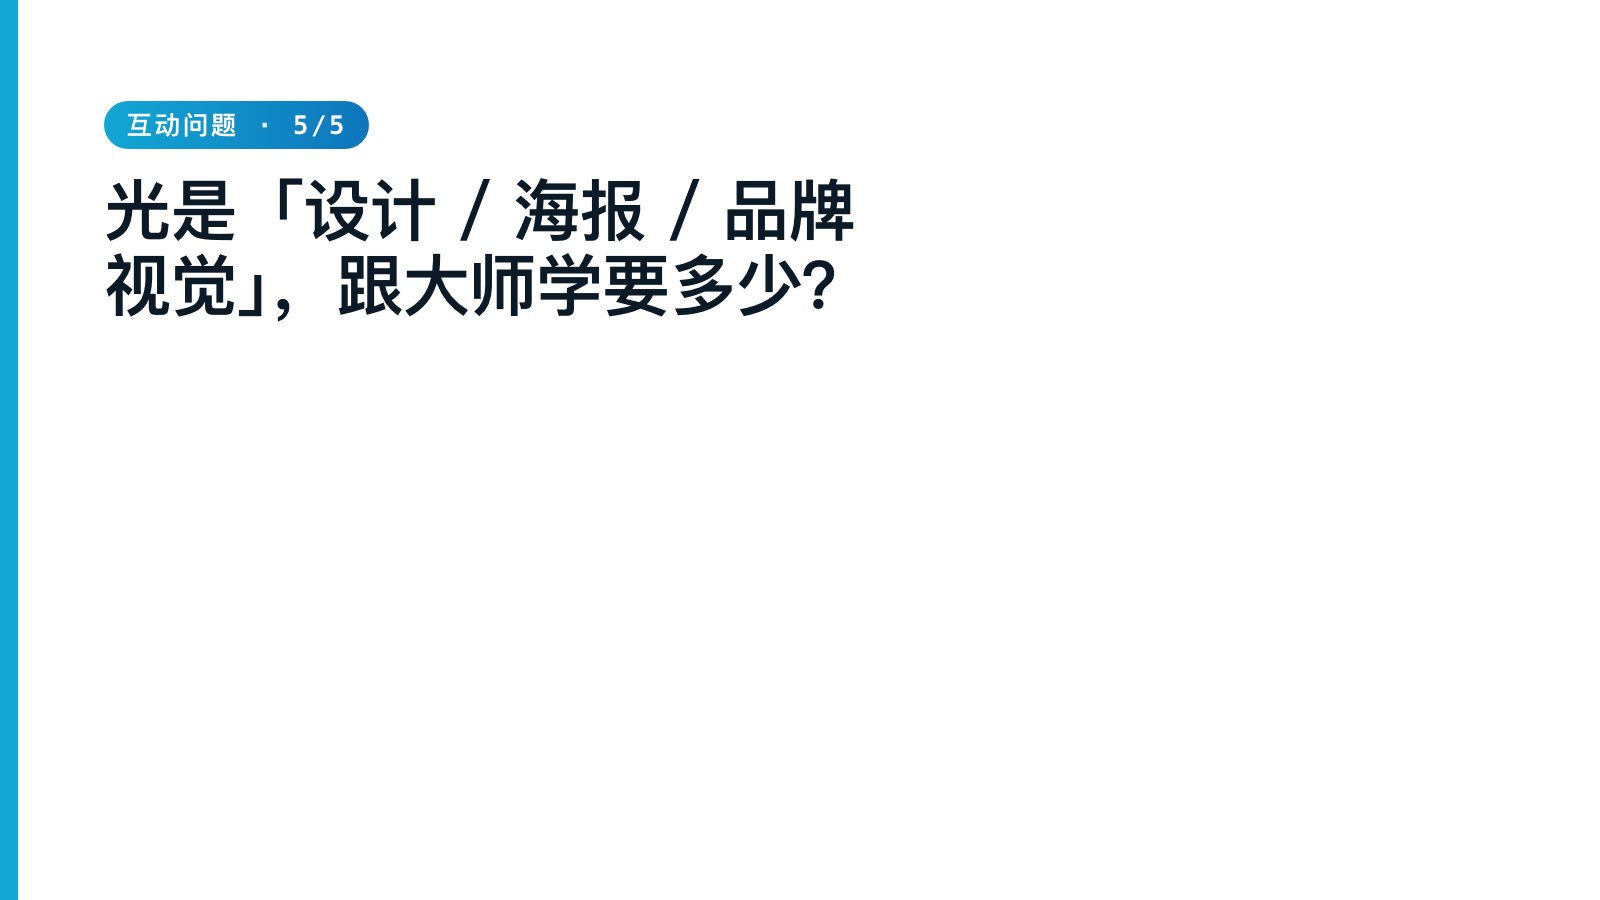 互动问题 · 5/5
光是「设计 / 海报 / 品牌
视觉」，跟大师学要多少？